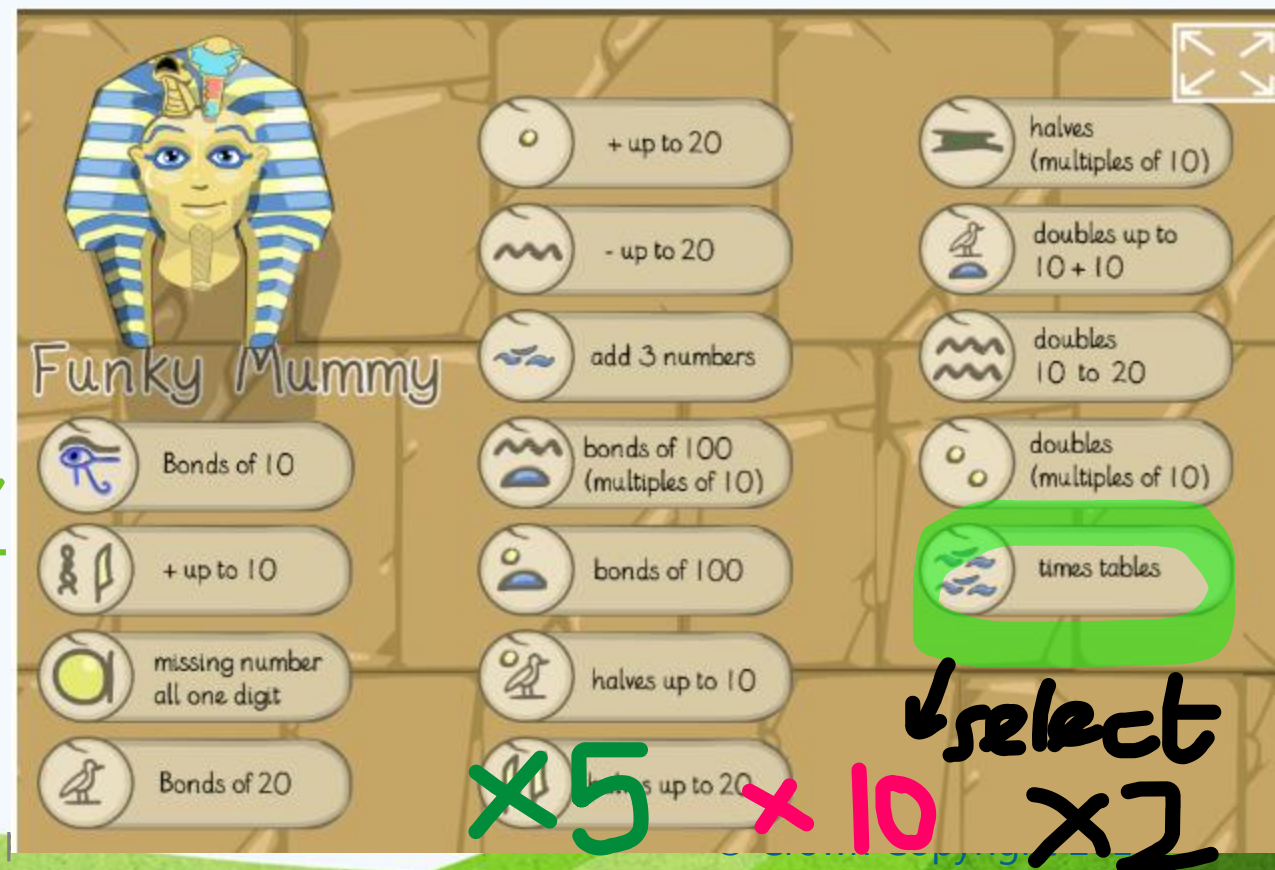 Funky Mummy
Bonds of 10
+ up to 10
missing number
all one digit
Bonds of 20
+ up to 20
- up to 20
add 3 numbers
bonds of 100
(multiples of 10)
bonds of 100
halves up to 10
up to 20
halves
(multiples of 10)
doubles up to
10 + 10
doubles
10 to 20
doubles
(multiples of 10)
times tables
select
×5 ×10 ×2